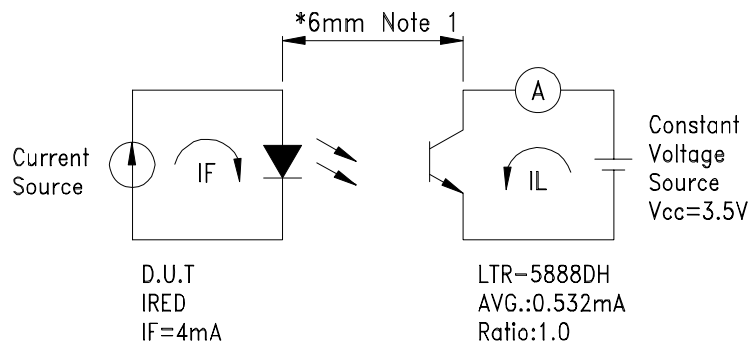 *6mm Note 1
A
Current
Source
IF
IL
Constant
Voltage
Source
Vcc=3.5V
D.U.T
IRED
IF=4mA
LTR-5888DH
AVG.:0.532mA
Ratio:1.0